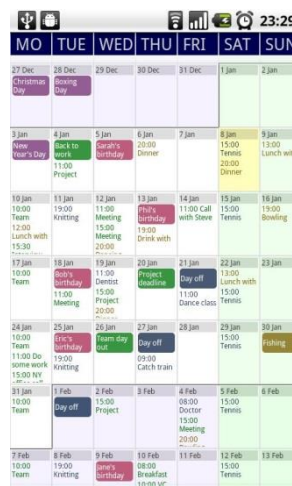 23:29
MO TUE WED THU FRI SAT SUN
27 Dec 28 Dec 29 Dec 30 Dec 31 Dec 1 Jan 2 Jan
Christmas
Day
Boxing
Day
3 Jan 4 Jan 5 Jan 6 Jan 7 Jan 8 Jan 9 Jan
New
Year's Day
Back to
work
11:00
Project
Sarah's
birthday
20:00
Dinner
15:00
Tennis
20:00
Dinner
13:00
Lunch wi
10 Jan 11 Jan 12 Jan 13 Jan 14 Jan 15 Jan 16 Jan
10:00
Team
12:00
Lunch with
15:30
19:00
Knitting
11:00
Meeting
15:00
Meeting
20:00
Phil's
birthday
19:00
Drink with
11:00 Call
with Steve
15:00
Tennis
19:00
Bowling
17 Jan 18 Jan 19 Jan 20 Jan 21 Jan 22 Jan 23 Jan
10:00
Team
Bob's
birthday
11:00
Meeting
11:00
Dentist
15:00
Project
20:00
Project
deadline
Day off
11:00
Dance class
13:00
Lunch with
15:00
Tennis
24 Jan 25 Jan 26 Jan 27 Jan 28 Jan 29 Jan 30 Jan
10:00
Team
11:00 Do
some work
15:00 NY
Eric's
birthday
19:00
Knitting
Team day
out
Day off
09:00
Catch train
15:00
Tennis
Fishing
31 Jan 1 Feb 2 Feb 3 Feb 4 Feb 5 Feb 6 Feb
10:00
Team
Day off
15:00
Project
08:00
Doctor
15:00
Meeting
20:00
15:00
Tennis
7 Feb 8 Feb 9 Feb 10 Feb 11 Feb 12 Feb 13 Feb
10:00
Team
19:00
Knitting
Jane's
birthday
08:00
Breakfast
10:00 VC
15:00
Tennis